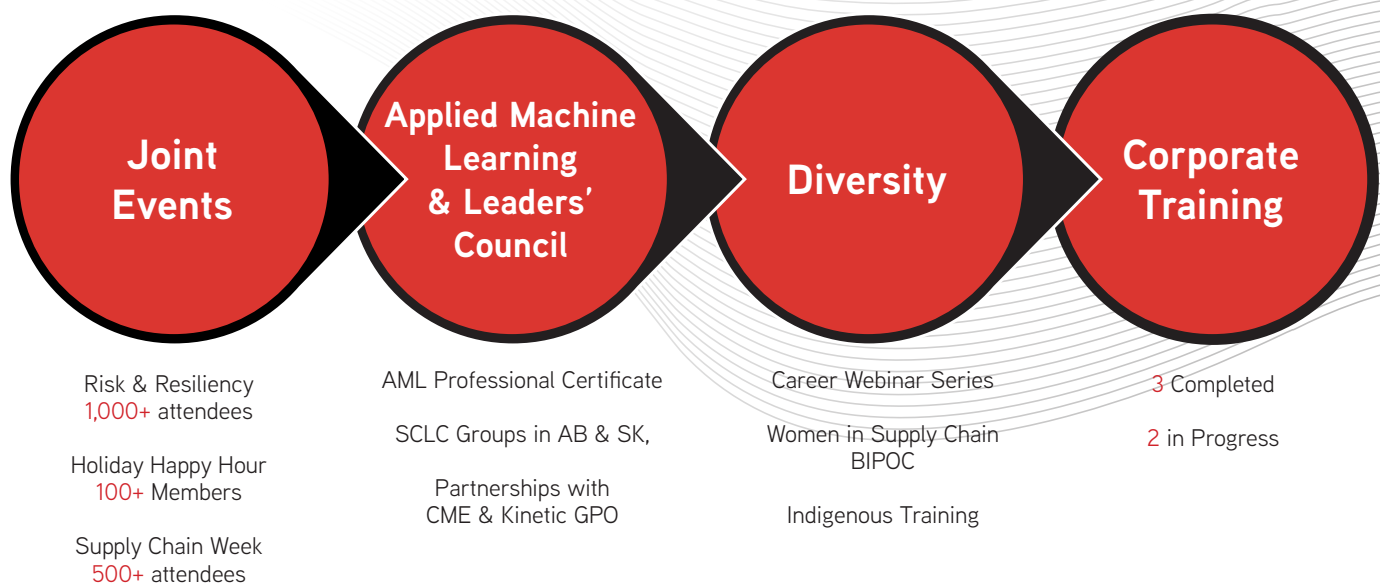 Joint
Events
Applied Machine
Learning
& Leaders’
Council
Diversity
Corporate
Training
Risk & Resiliency
1,000+ attendees
Holiday Happy Hour
100+ Members
Supply Chain Week
500+ attendees
AML Professional Certificate
SCLC Groups in AB & SK,
Partnerships with
CME & Kinetic GPO
Career Webinar Series
Women in Supply Chain
BIPOC
Indigenous Training
3 Completed
2 in Progress